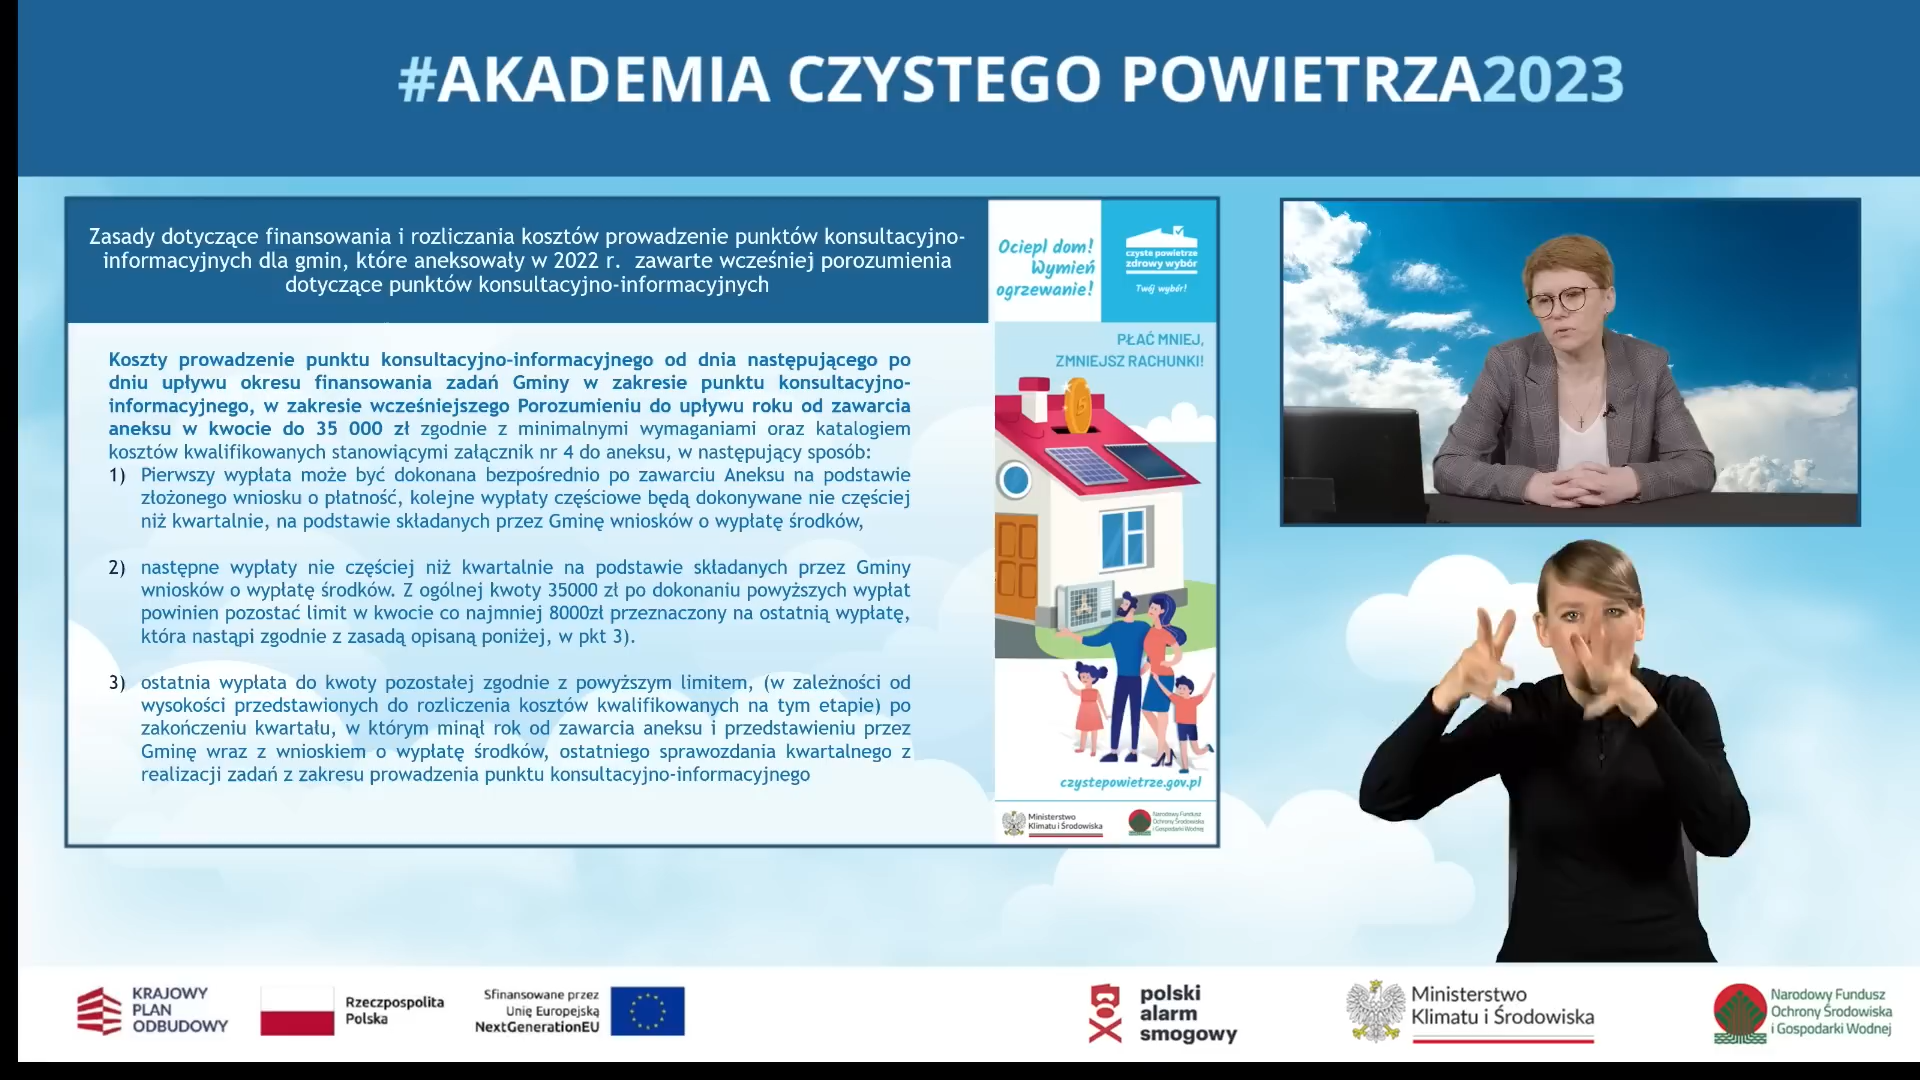 #AKADEMIA CZYSTEGO POWIETRZA2023
Zasady dotyczące finansowania i rozliczania kosztów prowadzenie punktów konsultacyjno-
informacyjnych dla gmin, które aneksowały w 2022 r. zawarte wcześniej porozumienia
dotyczące punktów konsultacyjno-informacyjnych
Koszty prowadzenie punktu konsultacyjno-informacyjnego od dnia następującego po
dniu upływu okresu finansowania zadań Gminy w zakresie punktu konsultacyjno-
informacyjnego, w zakresie wcześniejszego Porozumieniu do upływu roku od zawarcia
aneksu w kwocie do 35 000 zł zgodnie z minimalnymi wymaganiami oraz katalogiem
kosztów kwalifikowanych stanowiącymi załącznik nr 4 do aneksu, w następujący sposób:
1) Pierwszy wypłata może być dokonana bezpośrednio po zawarciu Aneksu na podstawie
złożonego wniosku o płatność, kolejne wypłaty częściowe będą dokonywane nie częściej
niż kwartalnie, na podstawie składanych przez Gminę wniosków o wypłatę środków,
2) następne wypłaty nie częściej niż kwartalnie na podstawie składanych przez Gminy
wniosków o wypłatę środków. Z ogólnej kwoty 35000 zł po dokonaniu powyższych wypłat
powinien pozostać limit w kwocie co najmniej 8000zł przeznaczony na ostatnią wypłatę,
która nastąpi zgodnie z zasadą opisaną poniżej, w pkt 3).
3) ostatnia wypłata do kwoty pozostałej zgodnie z powyższym limitem, (w zależności od
wysokości przedstawionych do rozliczenia kosztów kwalifikowanych na tym etapie) po
zakończeniu kwartału, w którym minął rok od zawarcia aneksu i przedstawieniu przez
Gminę wraz z wnioskiem o wypłatę środków, ostatniego sprawozdania kwartalnego z
realizacji zadań z zakresu prowadzenia punktu konsultacyjno-informacyjnego
Ociepl dom!
Wymień
ogrzewanie!
czyste powietrze
zdrowy wybór
Twój wybór!
PŁAĆ MNIEJ,
ZMNIEJSZ RACHUNKI!
czystepowietrze.gov.pl
Ministerstwo
Klimatu i Środowiska
Narodowy Fundusz
Ochrony Środowiska
i Gospodarki Wodnej
KRAJOWY
PLAN
ODBUDOWY
Rzeczpospolita
Polska
Sfinansowane przez
Unię Europejską
NextGenerationEU
polski
alarm
smogowy
Ministerstwo
Klimatu i Środowiska
Narodowy Fundusz
Ochrony Środowiska
i Gospodarki Wodnej